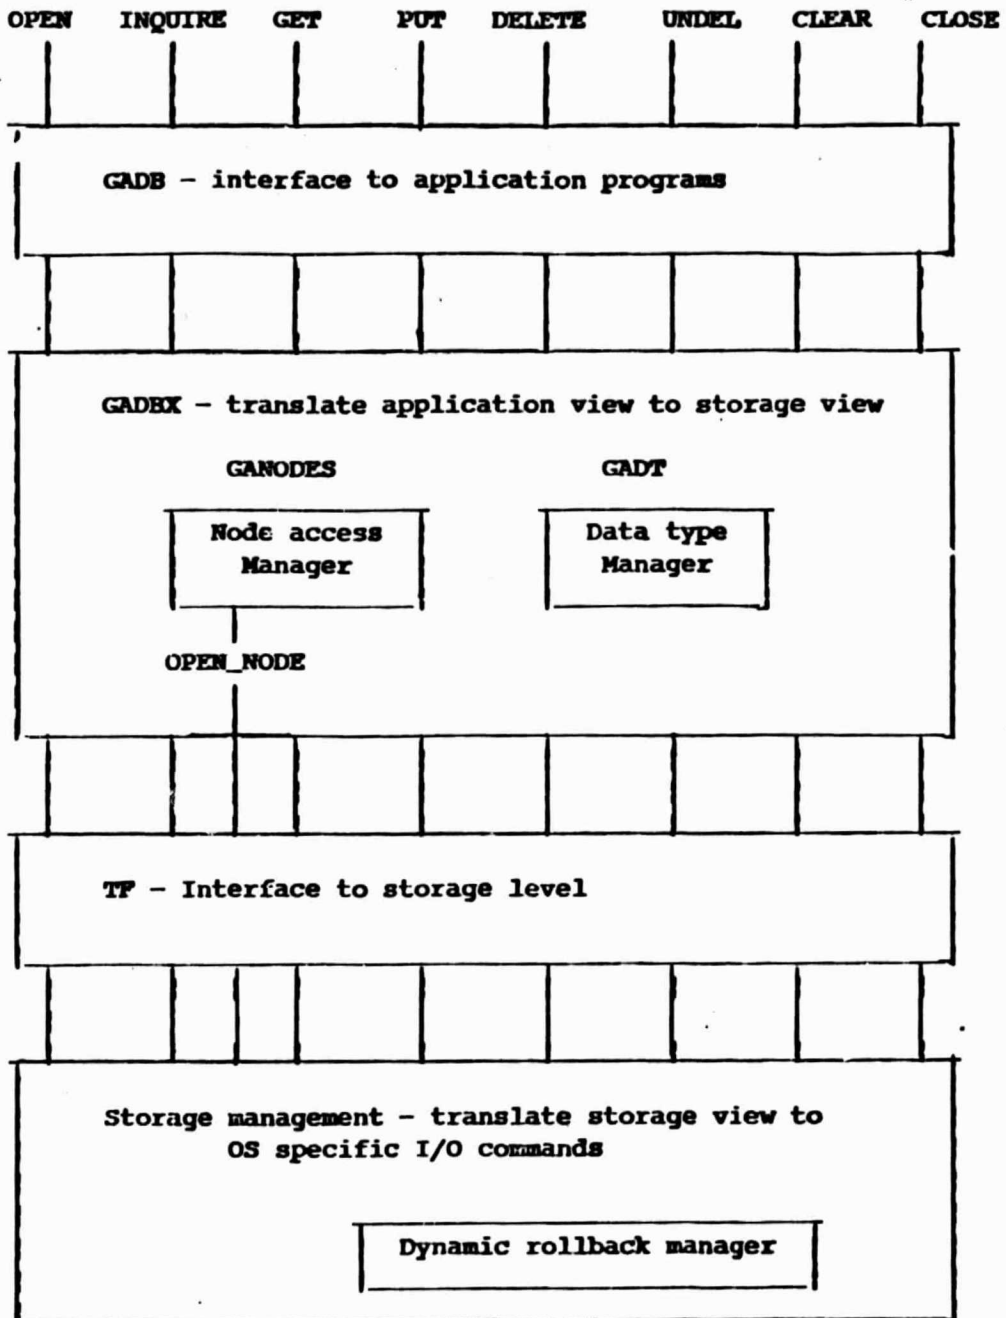 OPEN INQUIRE GET PUT DELETE UNDEL CLEAR CLOSE
GADB - interface to application programs
GADBX - translate application view to storage view
GANODES GADT
Node access Data type
Manager Manager
OPEN_NODE
TF - Interface to storage level
Storage management - translate storage view to
OS specific I/O commands
Dynamic rollback manager